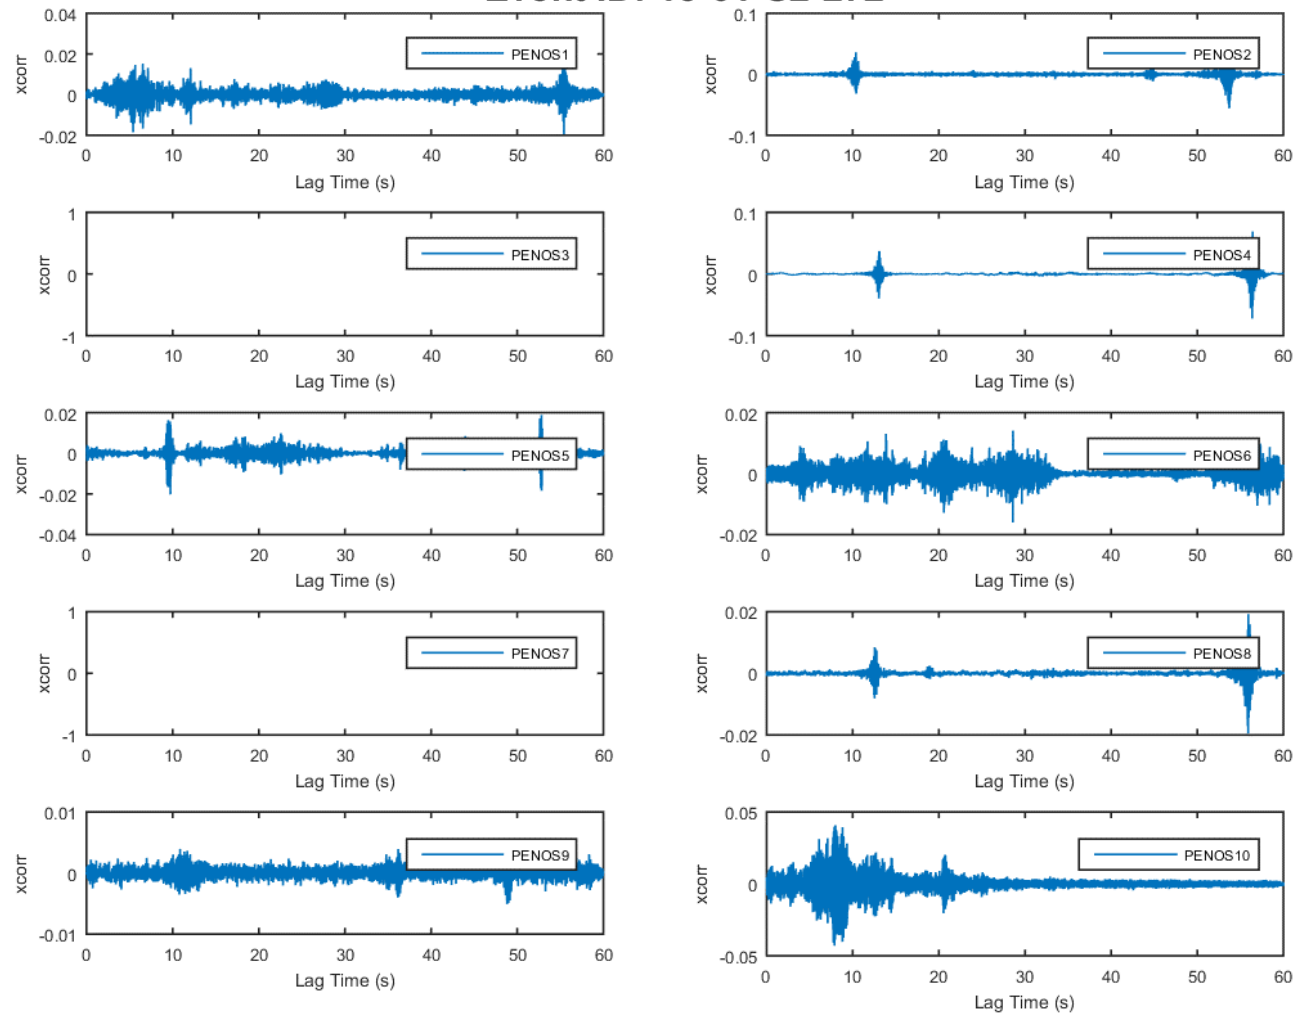 0.04
0.02
0
-0.02
xcorr
PENOS1
0 10 20 30 40 50 60
Lag Time (s)
0.1
0
-0.1
xcorr
PENOS2
0 10 20 30 40 50 60
Lag Time (s)
1
0
-1
xcorr
PENOS3
0 10 20 30 40 50 60
Lag Time (s)
0.1
0
-0.1
xcorr
PENOS4
0 10 20 30 40 50 60
Lag Time (s)
0.02
0
-0.02
-0.04
xcorr
PENOS5
0 10 20 30 40 50 60
Lag Time (s)
0.02
0
-0.02
xcorr
PENOS6
0 10 20 30 40 50 60
Lag Time (s)
1
0
-1
xcorr
PENOS7
0 10 20 30 40 50 60
Lag Time (s)
0.02
0
-0.02
xcorr
PENOS8
0 10 20 30 40 50 60
Lag Time (s)
0.01
0
-0.01
xcorr
PENOS9
0 10 20 30 40 50 60
Lag Time (s)
0.05
0
-0.05
xcorr
PENOS10
0 10 20 30 40 50 60
Lag Time (s)